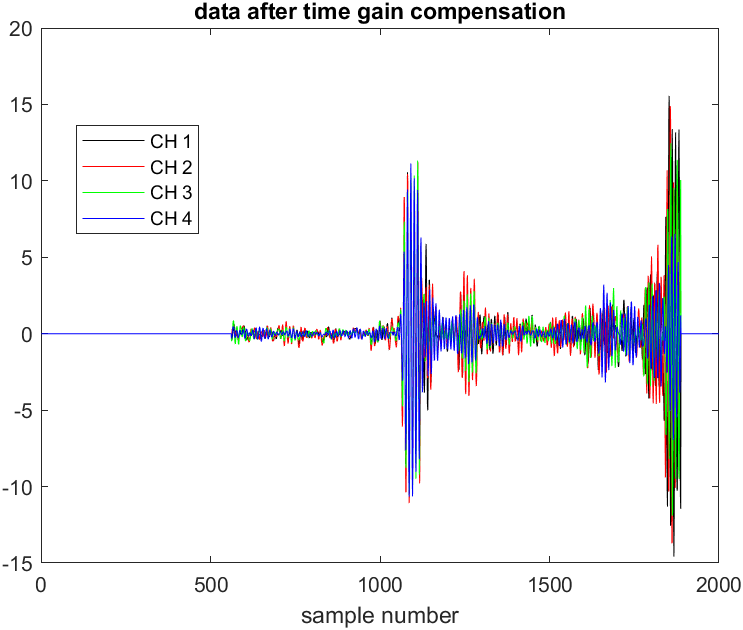 data after time gain compensation
20
15
10
5
0
-5
-10
-15
CH 1
CH 2
CH 3
CH 4
0 500 1000 1500 2000
sample number